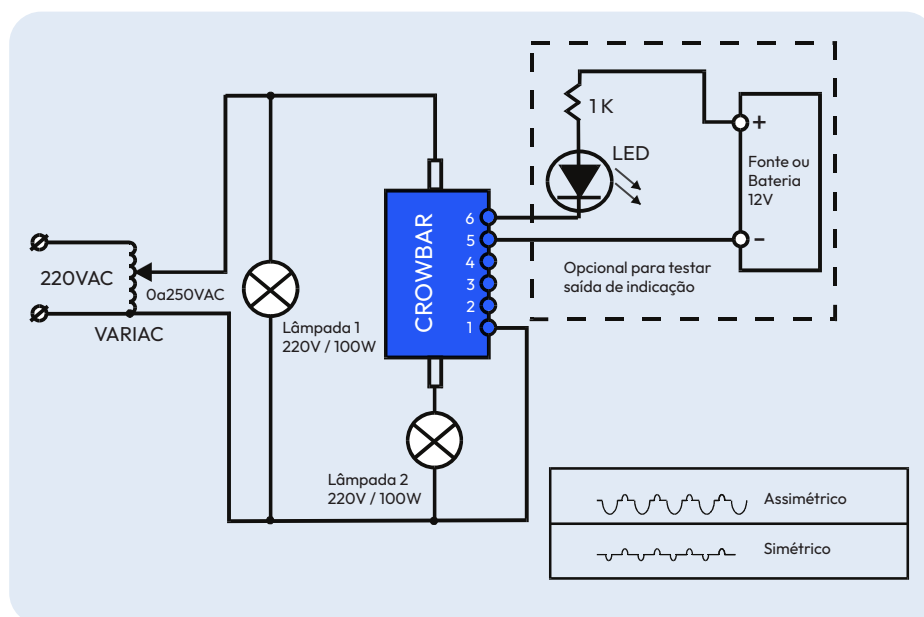 220VAC
0a250VAC
VARIAC
Lâmpada 1
220V / 100W
CROWBAR
6
5
4
3
2
1
Lâmpada 2
220V / 100W
1 K
LED
+
Fonte ou
Bateria
12V
-
Opcional para testar
saída de indicação
Assimétrico
Simétrico